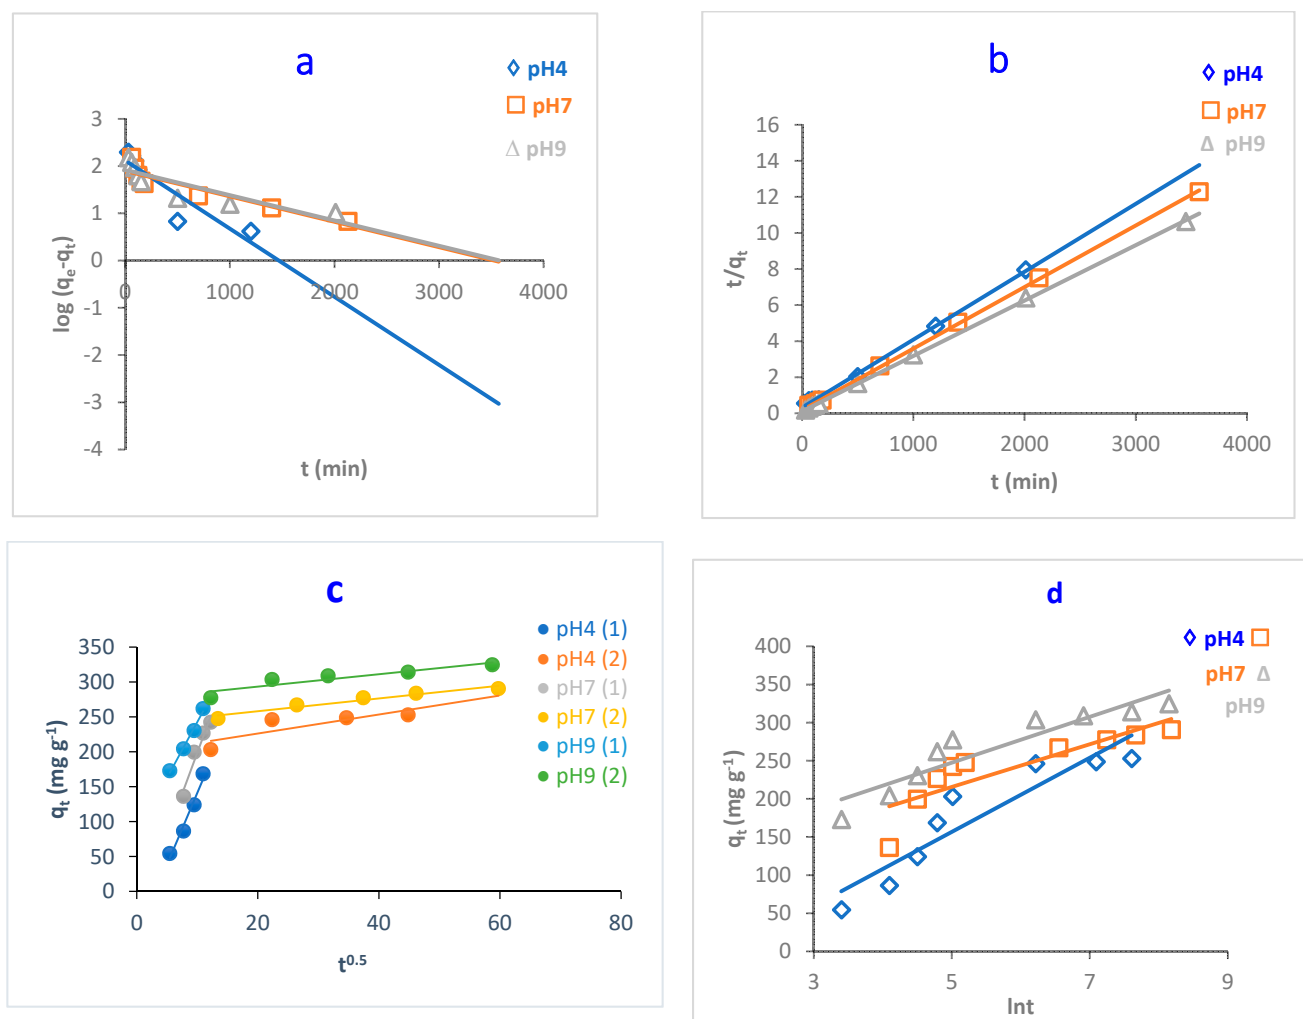 a
pH4
pH7
Δ pH9
3
2
1
0
-1
-2
-3
-4
0
1000
2000
3000
4000
log (qe-qt)
t (min)
b
pH4
pH7
Δ pH9
16
14
12
10
8
6
4
2
0
0
1000
2000
3000
4000
t/qt
t (min)
c
pH4 (1)
pH4 (2)
pH7 (1)
pH7 (2)
pH9 (1)
pH9 (2)
350
300
250
200
150
100
50
0
0
20
40
60
80
qt (mg g-1)
t0.5
d
pH4
pH7 Δ
pH9
400
350
300
250
200
150
100
50
0
3
5
7
9
qt (mg g-1)
lnt